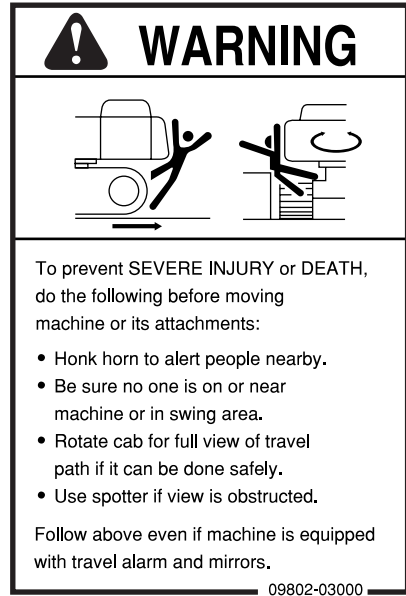 WARNING
To prevent SEVERE INJURY or DEATH,
do the following before moving
machine or its attachments:
• Honk horn to alert people nearby.
• Be sure no one is on or near
machine or in swing area.
• Rotate cab for full view of travel
path if it can be done safely.
• Use spotter if view is obstructed.
Follow above even if machine is equipped
with travel alarm and mirrors.
09802-03000